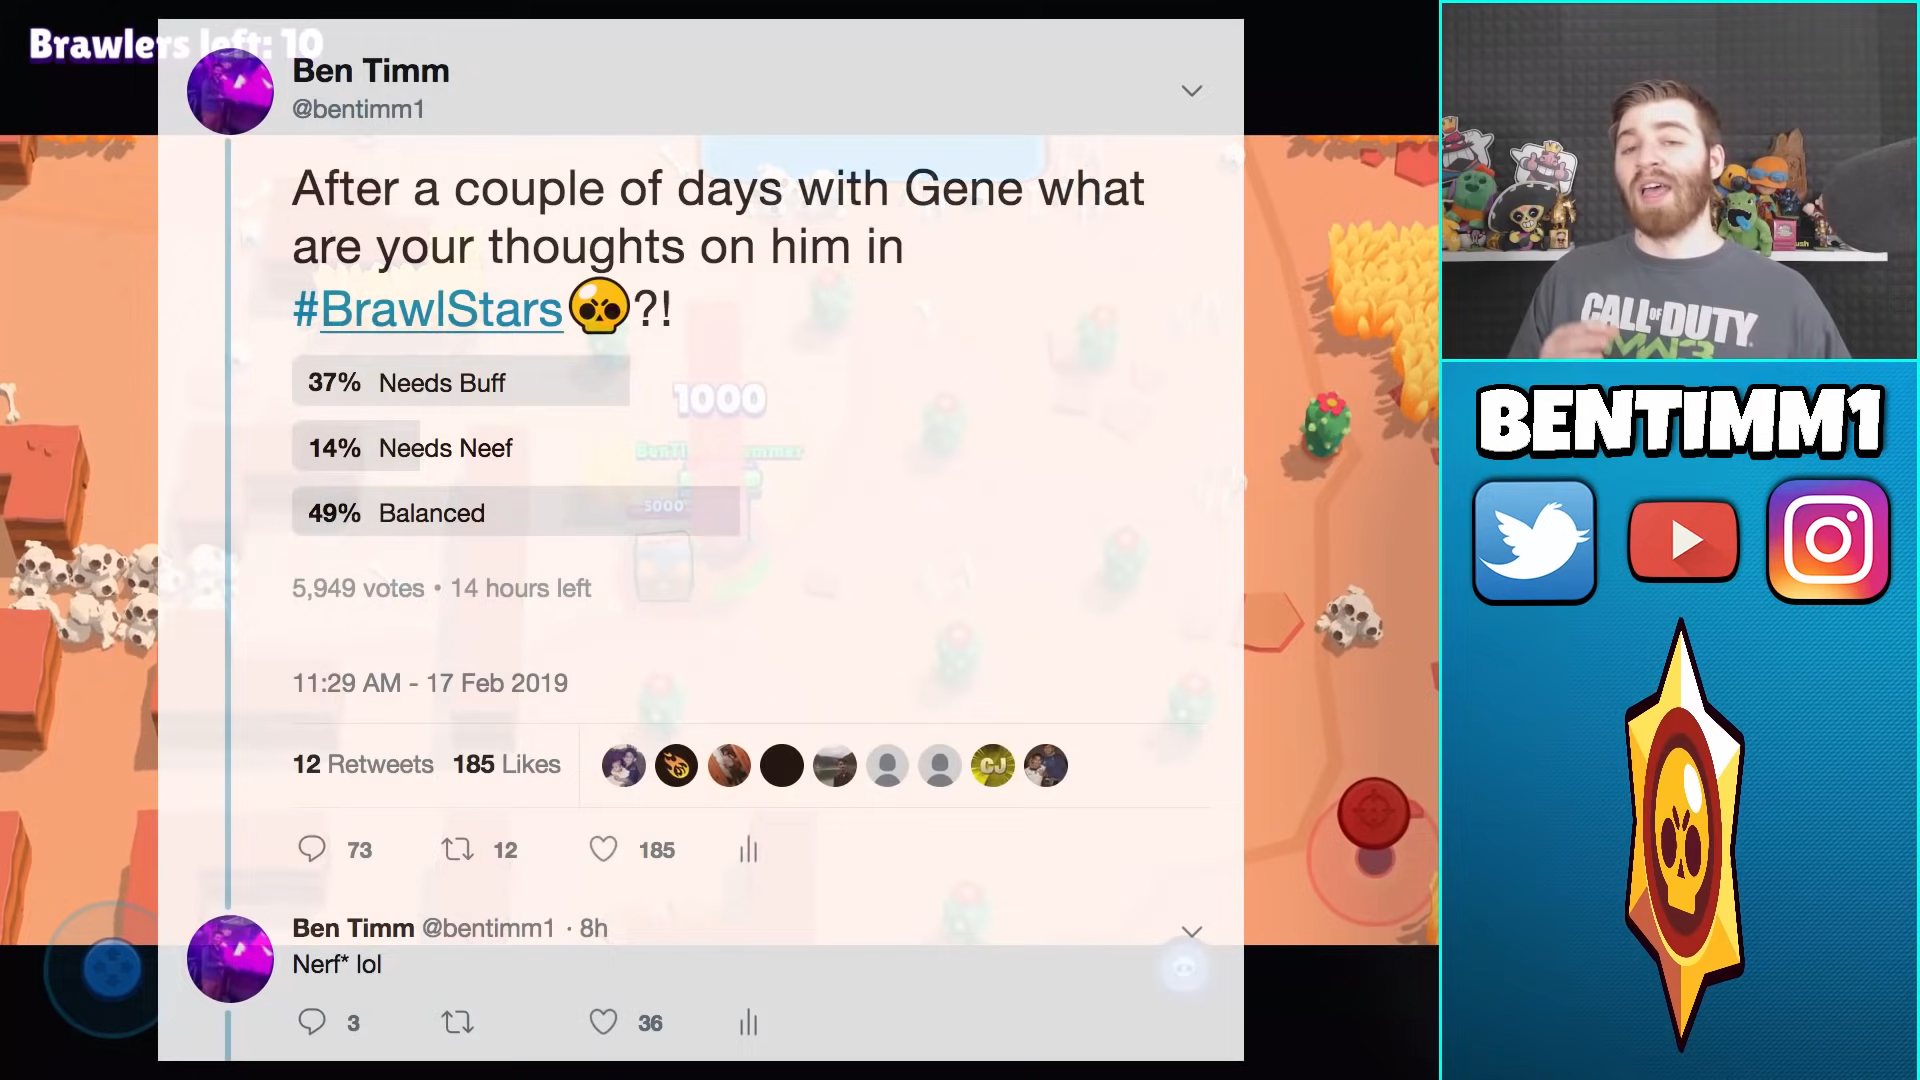 Brawlers left: 10
Ben Timm
@bentimm1
After a couple of days with Gene what
are your thoughts on him in
#BrawlStars?!
37% Needs Buff
14% Needs Neef
49% Balanced
1000
5000
5,949 votes • 14 hours left
11:29 AM - 17 Feb 2019
12 Retweets 185 Likes
CJ
73 12 185
Ben Timm @bentimm1 · 8h
Nerf* lol
3 36
CALL OF DUTY
MW3
BENTIMM1